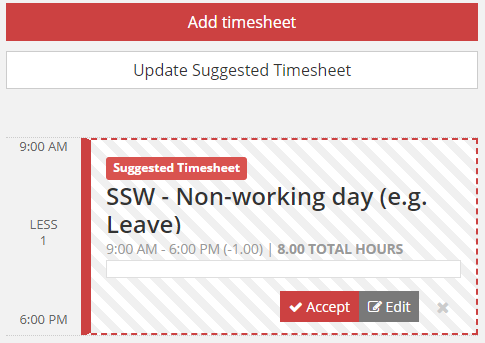 Add timesheet
Update Suggested Timesheet
9:00 AM
Suggested Timesheet
SSW - Non-working day (e.g.
Leave)
LESS
1
9:00 AM - 6:00 PM (-1.00) | 8.00 TOTAL HOURS
Accept
Edit
6:00 PM